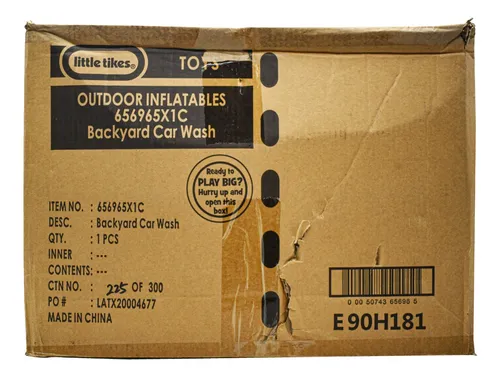 little tikes®
TOYS
OUTDOOR INFLATABLES
656965X1C
Backyard Car Wash
Ready to
PLAY BIG?
Hurry up and
open this
box!
ITEM NO. : 656965X1C
DESC. : Backyard Car Wash
QTY. : 1 PCS
INNER : ---
CONTENTS: ---
CTN NO. : 225 OF 300
PO # : LATX20004677
MADE IN CHINA
0 00 50743 65696 5
E90H181